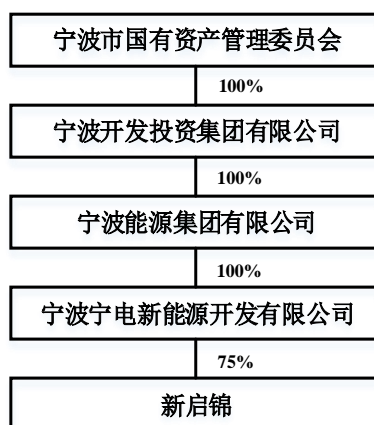 宁波市国有资产管理委员会
100%
宁波开发投资集团有限公司
100%
宁波能源集团有限公司
100%
宁波宁电新能源开发有限公司
75%
新启锦